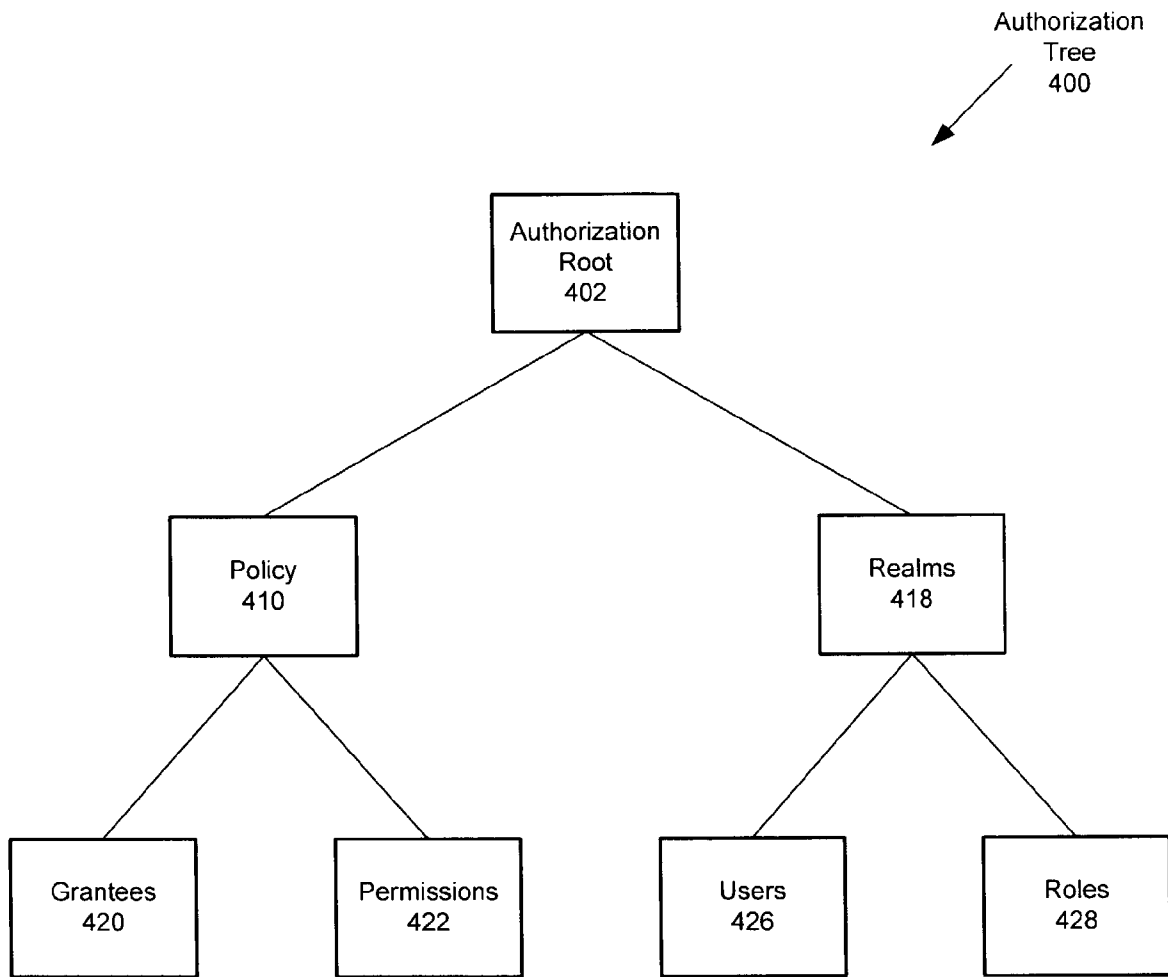 Authorization
Tree
400
Authorization
Root
402
Policy
410
Realms
418
Grantees
420
Permissions
422
Users
426
Roles
428